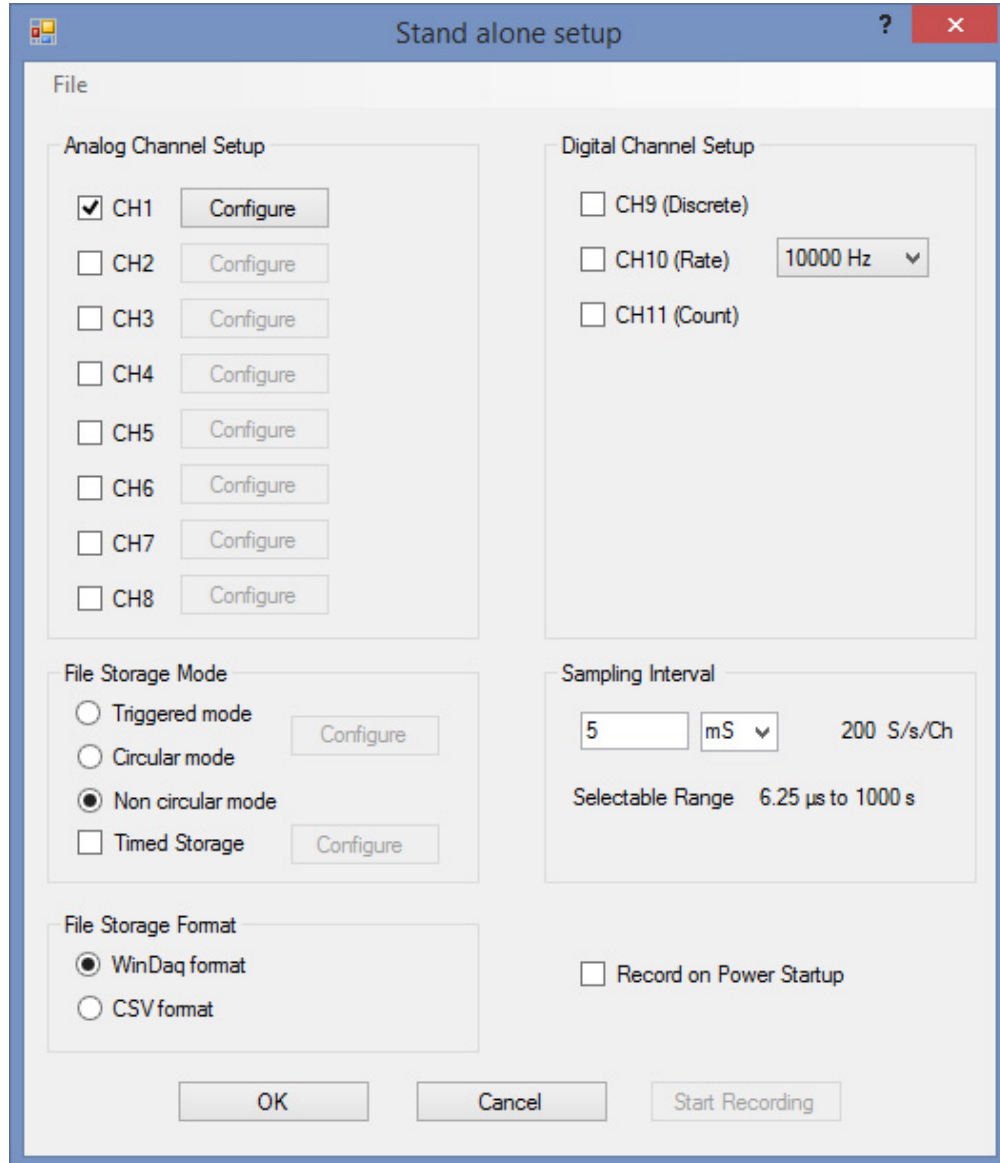 Stand alone setup ?
File
Analog Channel Setup
CH1 Configure
CH2 Configure
CH3 Configure
CH4 Configure
CH5 Configure
CH6 Configure
CH7 Configure
CH8 Configure
Digital Channel Setup
CH9 (Discrete)
CH10 (Rate) 10000 Hz
CH11 (Count)
File Storage Mode
Triggered mode
Configure
Circular mode
Non circular mode
Timed Storage Configure
Sampling Interval
5 mS 200 S/s/Ch
Selectable Range 6.25 µs to 1000 s
File Storage Format
WinDaq format
CSV format
Record on Power Startup
OK Cancel Start Recording